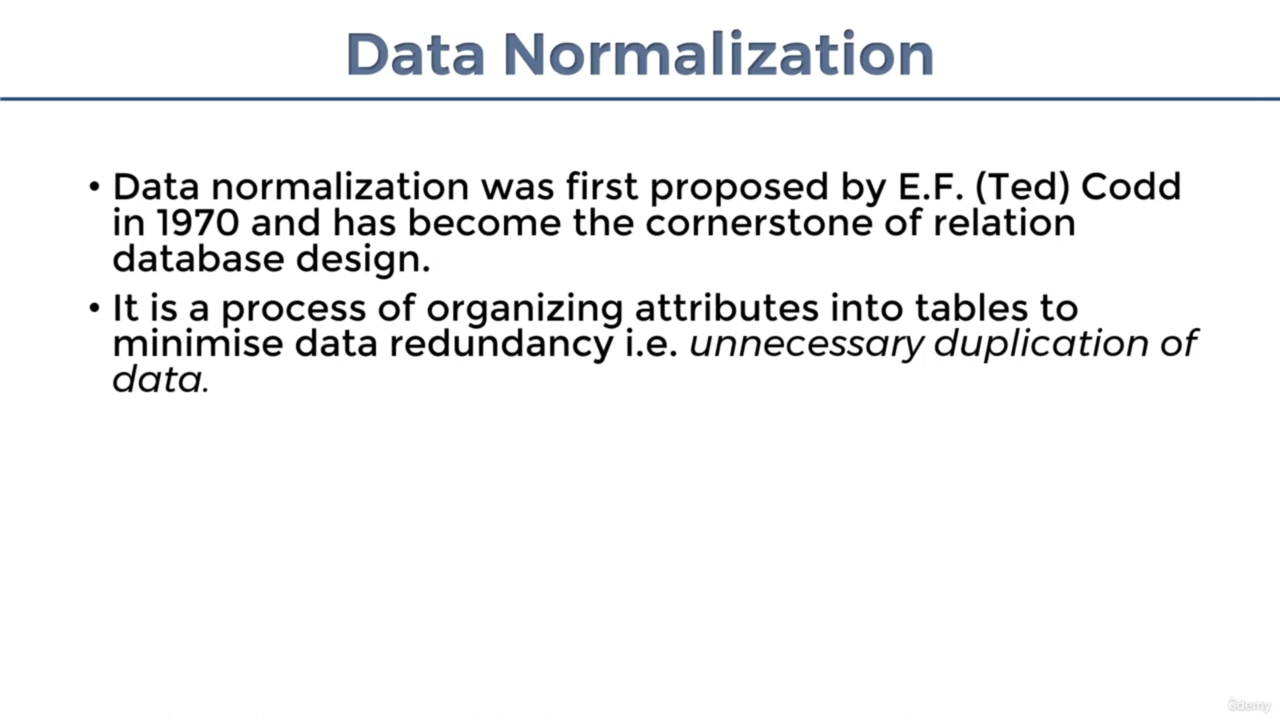 Data Normalization
• Data normalization was first proposed by E.F. (Ted) Codd
in 1970 and has become the cornerstone of relation
database design.
• It is a process of organizing attributes into tables to
minimise data redundancy i.e. unnecessary duplication of
data.
ûdemy